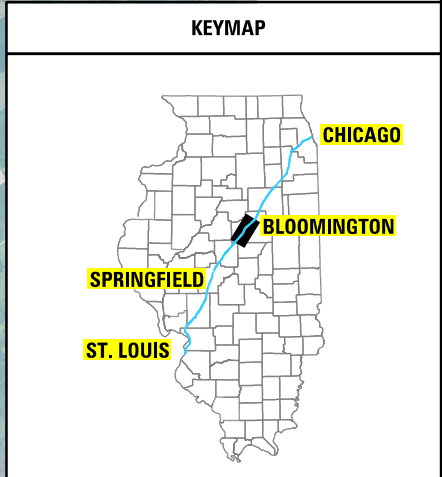 KEYMAP
CHICAGO
BLOOMINGTON
SPRINGFIELD
ST. LOUIS